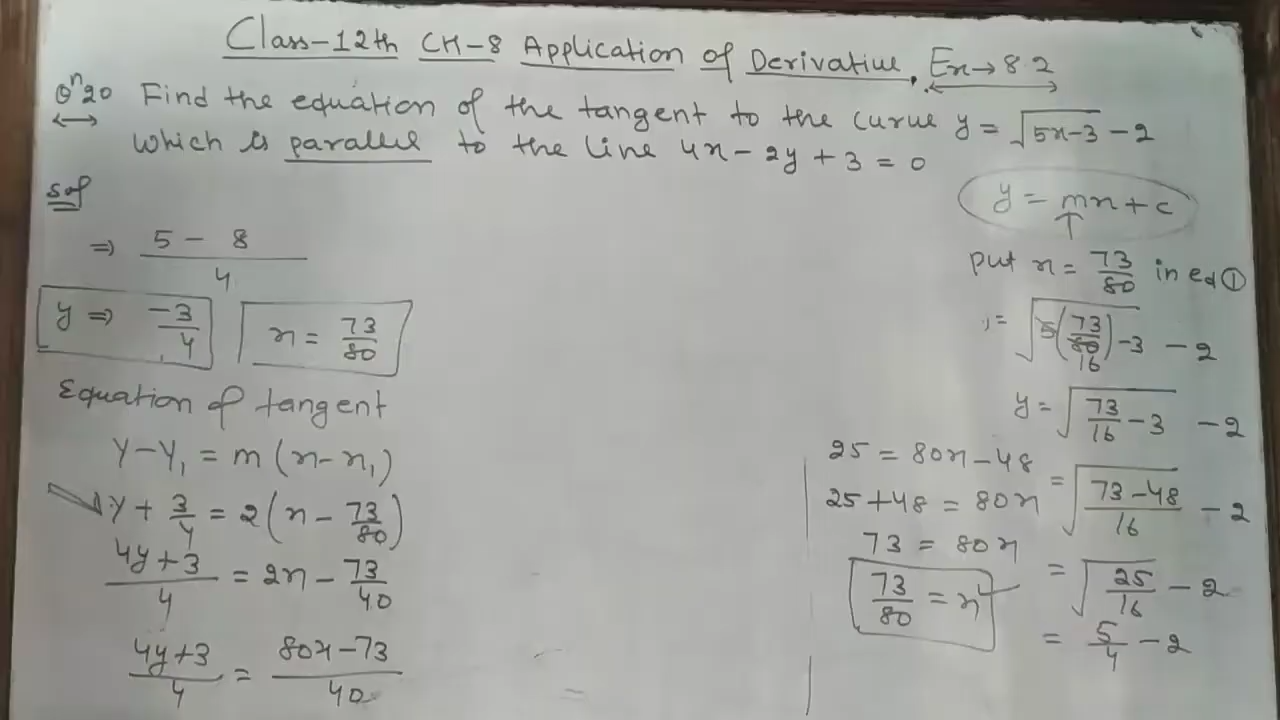 Class-12th CH-8 Application of Derivative, Ex→8.2
Qⁿ20 Find the equation of the tangent to the curve y = √(5x-3) - 2
which is parallel to the line 4x - 2y + 3 = 0
Sol
⇒ (5 - 8)/4
y ⇒ -3/4
x = 73/80
Equation of tangent
Y-Y₁ = m(x-x₁)
y + 3/4 = 2(x - 73/80)
(4y+3)/4 = 2x - 73/40
(4y+3)/4 = (80x-73)/40
y = mx + c
↑
put x = 73/80 in eq ①
y = √(5(73/80)-3) - 2
16
y = √(73/16 - 3) - 2
= √((73-48)/16) - 2
= √(25/16) - 2
= 5/4 - 2
25 = 80x - 48
25 + 48 = 80x
73 = 80x
73/80 = x